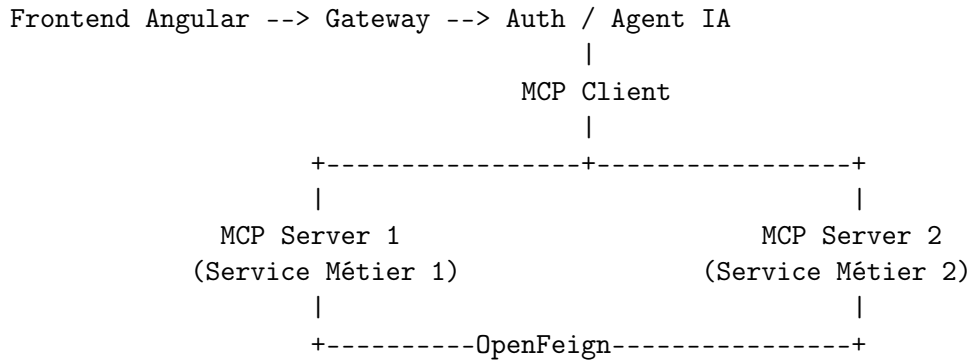 Frontend Angular --> Gateway --> Auth / Agent IA
|
MCP Client
|
+-----------------+-----------------+
| |
MCP Server 1 MCP Server 2
(Service Métier 1) (Service Métier 2)
| |
+----------OpenFeign---------------+